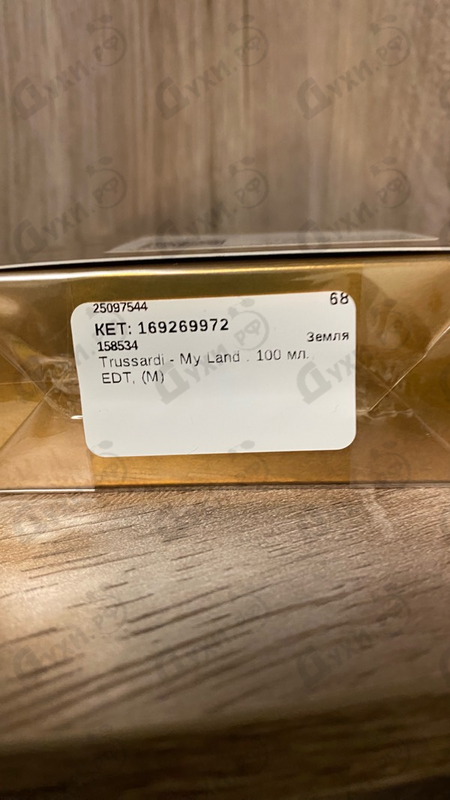 25097544 68
КЕТ: 169269972
158534 Земля
Trussardi - My Land . 100 мл.
EDT, (M)